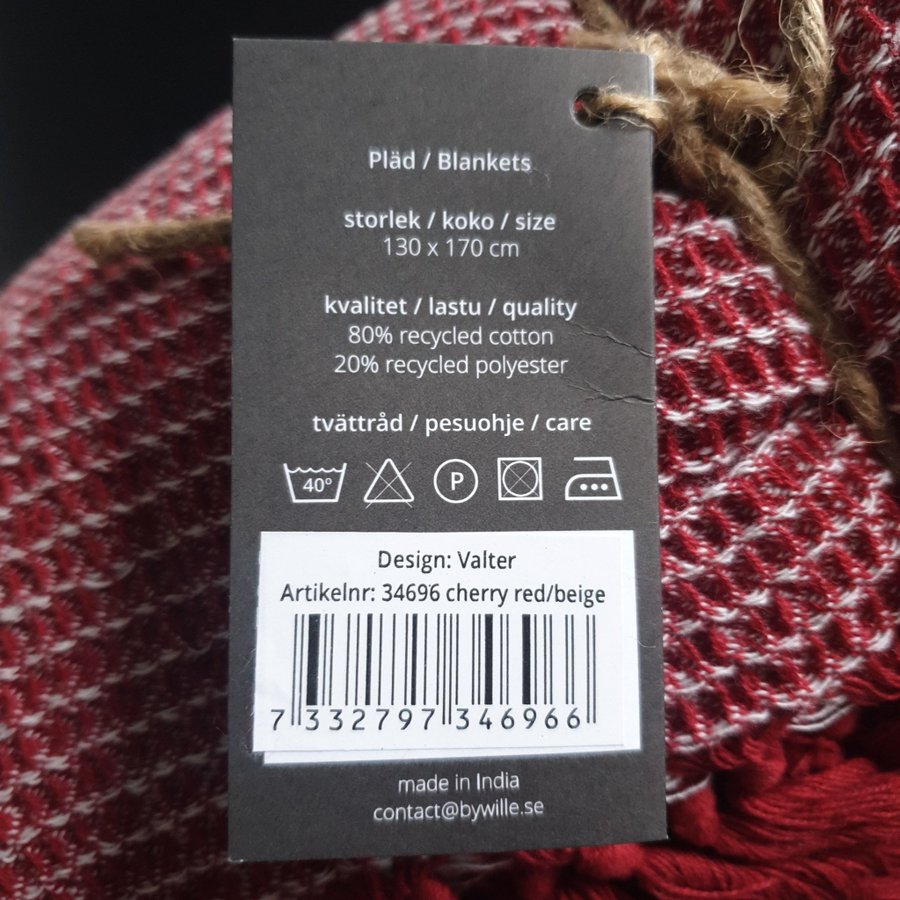 Pläd / Blankets
storlek / koko / size
130 x 170 cm
kvalitet / lastu / quality
80% recycled cotton
20% recycled polyester
tvättråd / pesuohje / care
40º P
Design: Valter
Artikelnr: 34696 cherry red/beige
7 332797 346966
made in India
contact@bywille.se